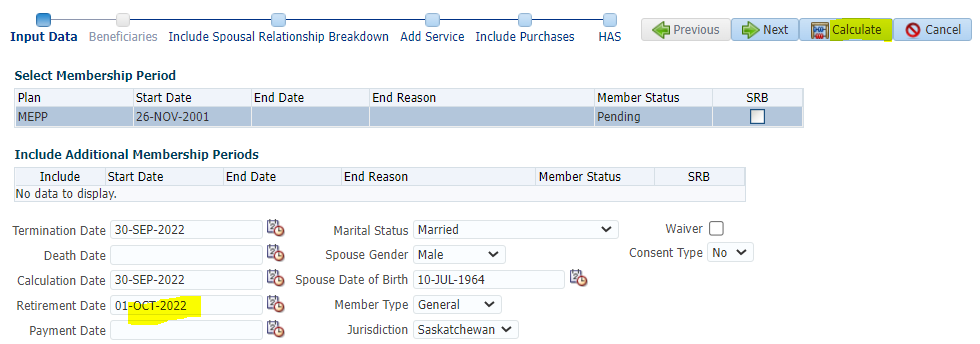 Input Data Beneficiaries Include Spousal Relationship Breakdown Add Service Include Purchases HAS Previous Next Calculate Cancel
Select Membership Period
Plan Start Date End Date End Reason Member Status SRB
MEPP 26-NOV-2001 Pending
Include Additional Membership Periods
Include Start Date End Date End Reason Member Status SRB
No data to display.
Termination Date 30-SEP-2022 Marital Status Married Waiver
Death Date Spouse Gender Male Consent Type No
Calculation Date 30-SEP-2022 Spouse Date of Birth 10-JUL-1964
Retirement Date 01-OCT-2022 Member Type General
Payment Date Jurisdiction Saskatchewan